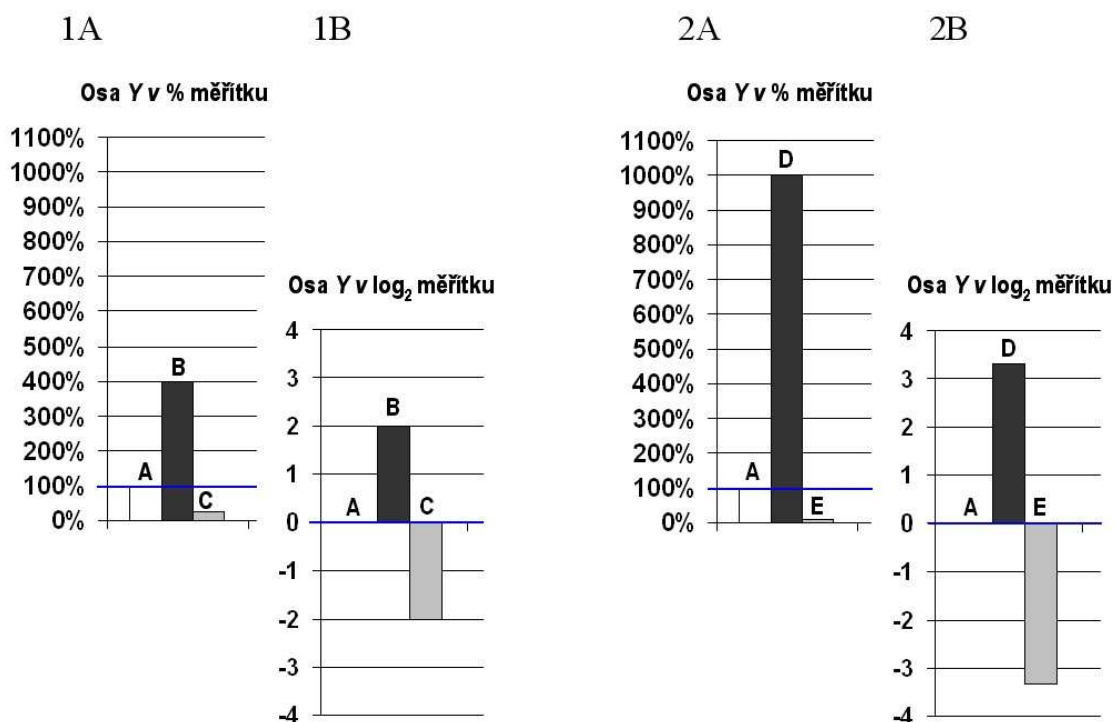 1A
1B
2A
2B
Osa Y v % měřítku
1100%
1000%
900%
800%
700%
600%
500%
400%
300%
200%
100%
0%
A
B
C
Osa Y v log2 měřítku
4
3
2
1
0
-1
-2
-3
-4
A
B
C
Osa Y v % měřítku
1100%
1000%
900%
800%
700%
600%
500%
400%
300%
200%
100%
0%
A
D
E
Osa Y v log2 měřítku
4
3
2
1
0
-1
-2
-3
-4
A
D
E